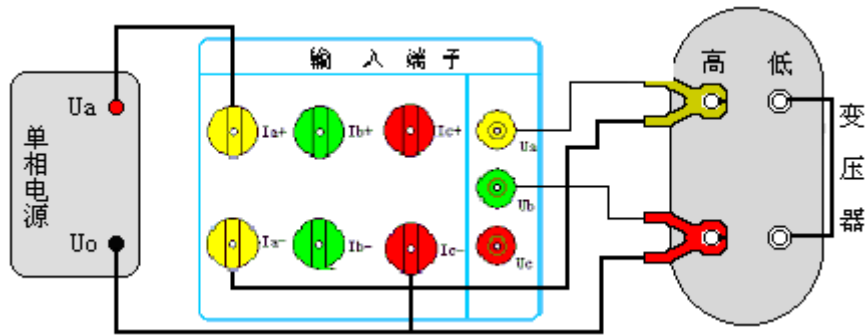 输入端子
单相电源
Ua
Uo
Ia+
Ib+
Ic+
Ua
Ub
Uc
Ia-
Ib-
Ic-
高 低
变压器